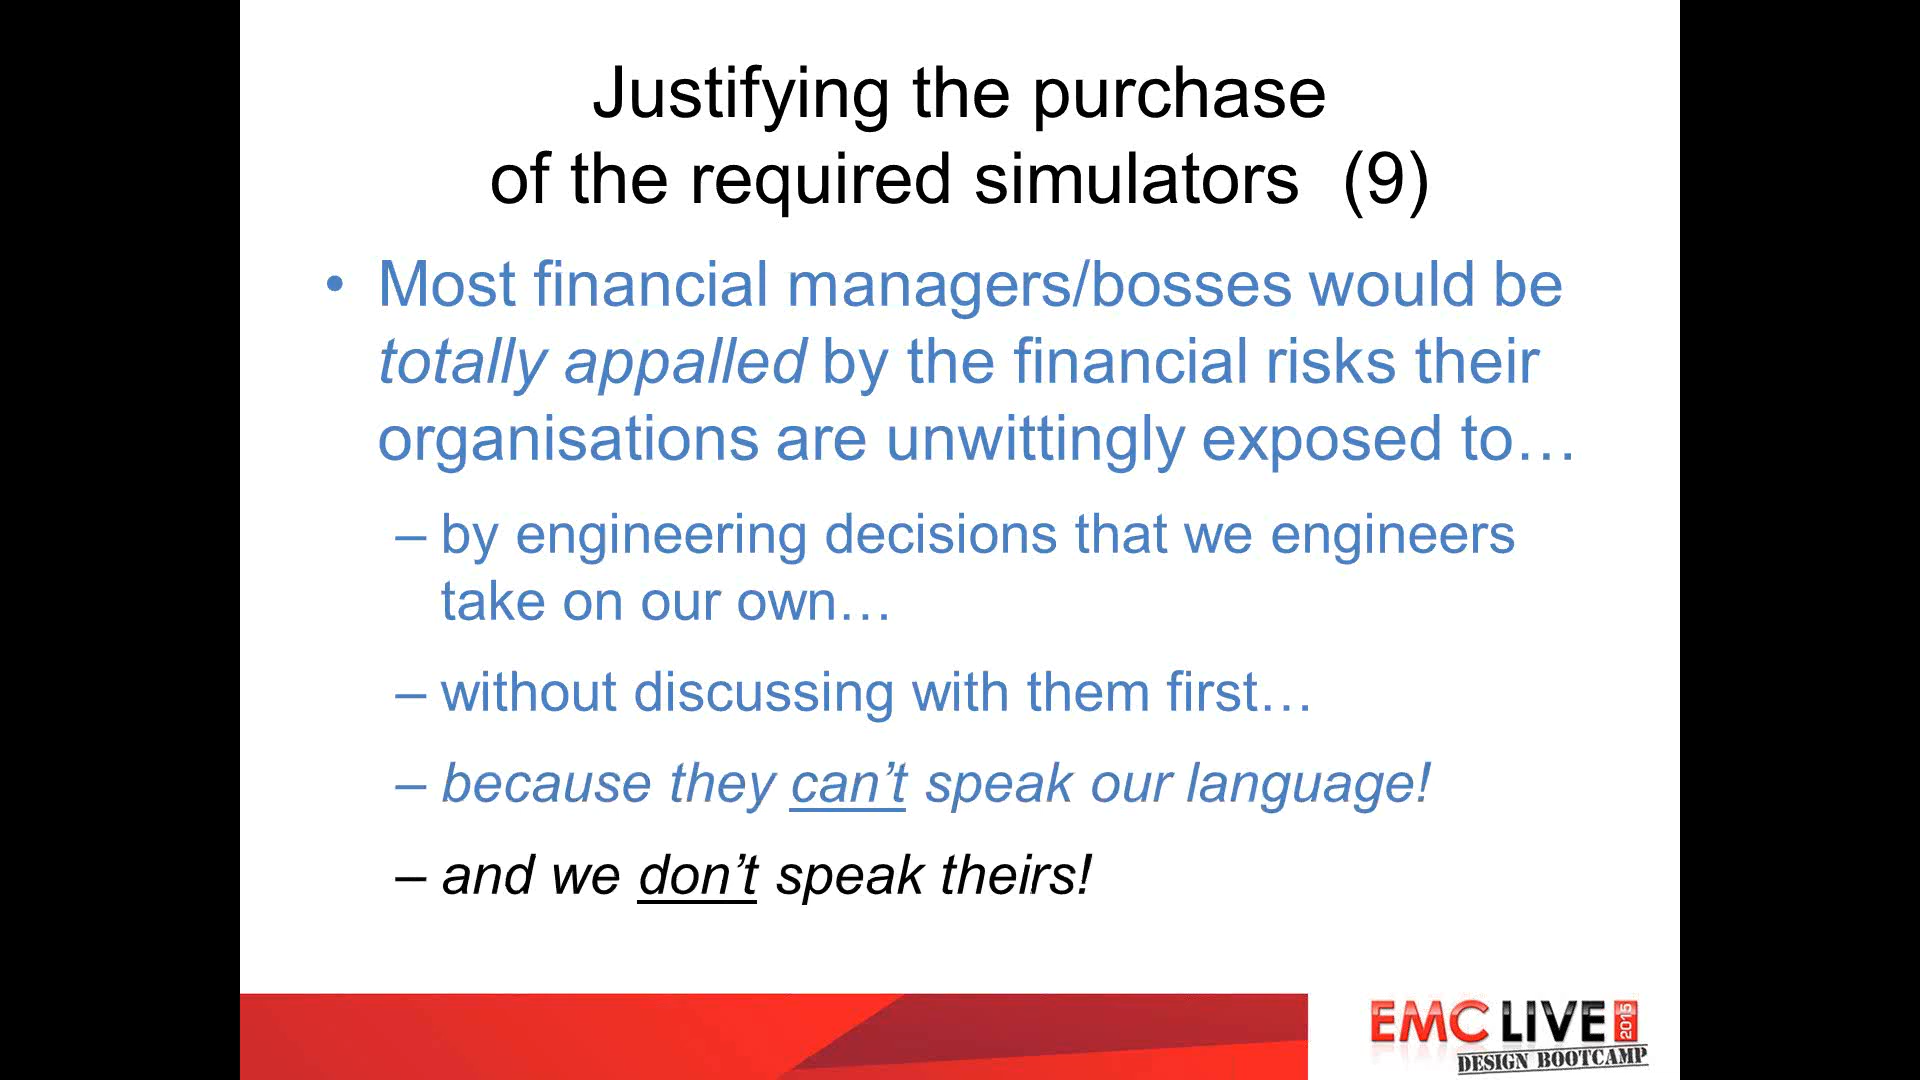 Justifying the purchase
of the required simulators (9)
• Most financial managers/bosses would be
totally appalled by the financial risks their
organisations are unwittingly exposed to…
– by engineering decisions that we engineers
take on our own…
– without discussing with them first…
– because they can’t speak our language!
– and we don’t speak theirs!
EMC LIVE 2015
DESIGN BOOTCAMP